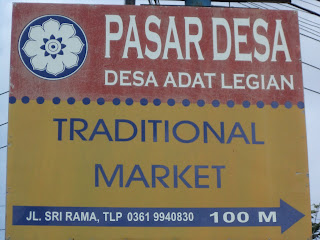 PASAR DESA
DESA ADAT LEGIAN
TRADITIONAL
MARKET
JL. SRI RAMA, TLP 0361 9940830 100 M